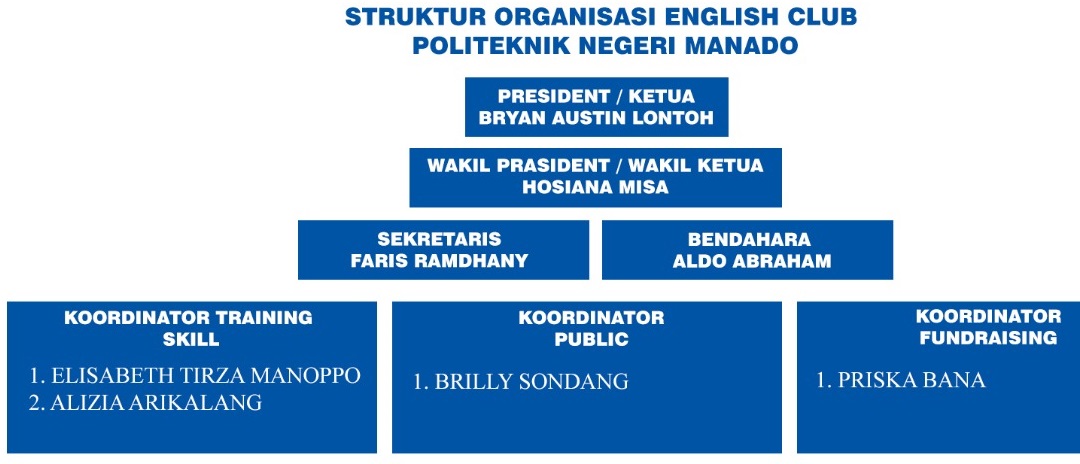 STRUKTUR ORGANISASI ENGLISH CLUB
POLITEKNIK NEGERI MANADO
PRESIDENT / KETUA
BRYAN AUSTIN LONTOH
WAKIL PRASIDENT / WAKIL KETUA
HOSIANA MISA
SEKRETARIS
FARIS RAMDHANY
BENDAHARA
ALDO ABRAHAM
KOORDINATOR TRAINING
SKILL
1. ELISABETH TIRZA MANOPPO
2. ALIZIA ARIKALANG
KOORDINATOR
PUBLIC
1. BRILLY SONDANG
KOORDINATOR
FUNDRAISING
1. PRISKA BANA